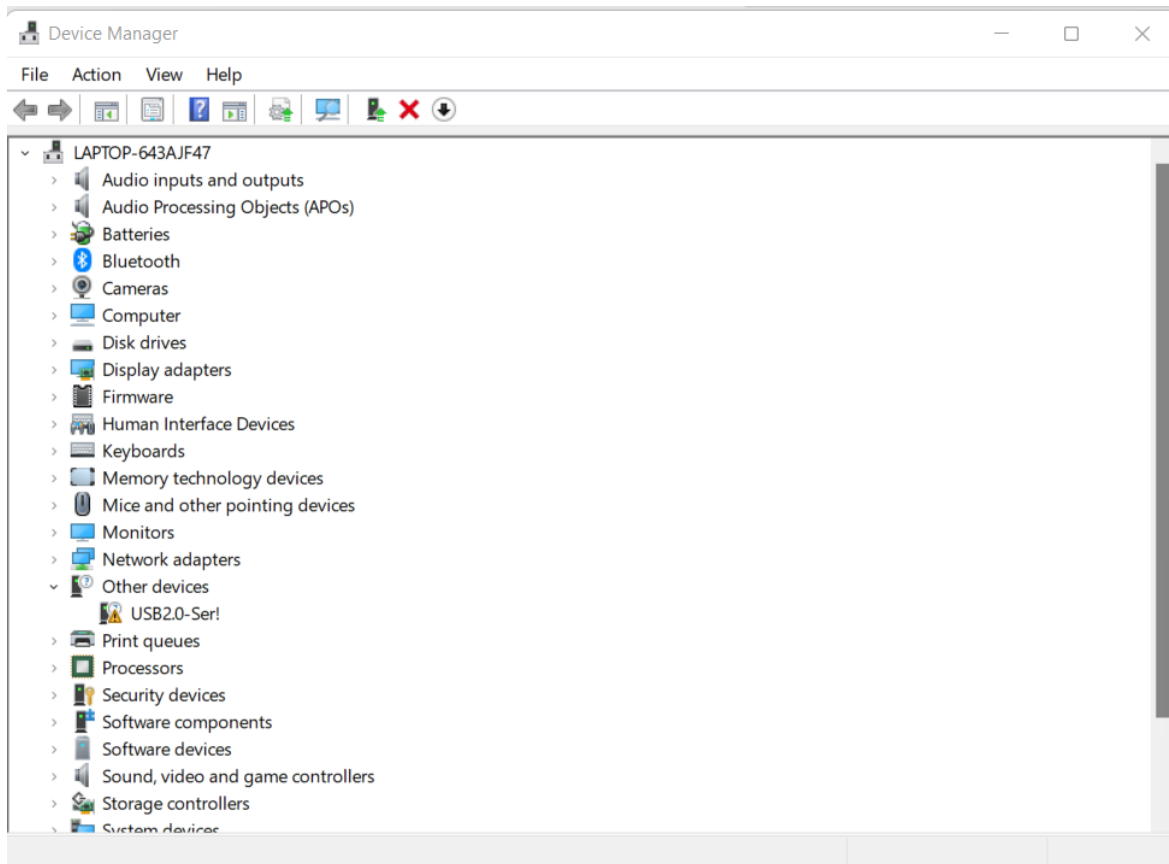 Device Manager
File Action View Help
LAPTOP-643AJF47
Audio inputs and outputs
Audio Processing Objects (APOs)
Batteries
Bluetooth
Cameras
Computer
Disk drives
Display adapters
Firmware
Human Interface Devices
Keyboards
Memory technology devices
Mice and other pointing devices
Monitors
Network adapters
Other devices
USB2.0-Ser!
Print queues
Processors
Security devices
Software components
Software devices
Sound, video and game controllers
Storage controllers
System devices